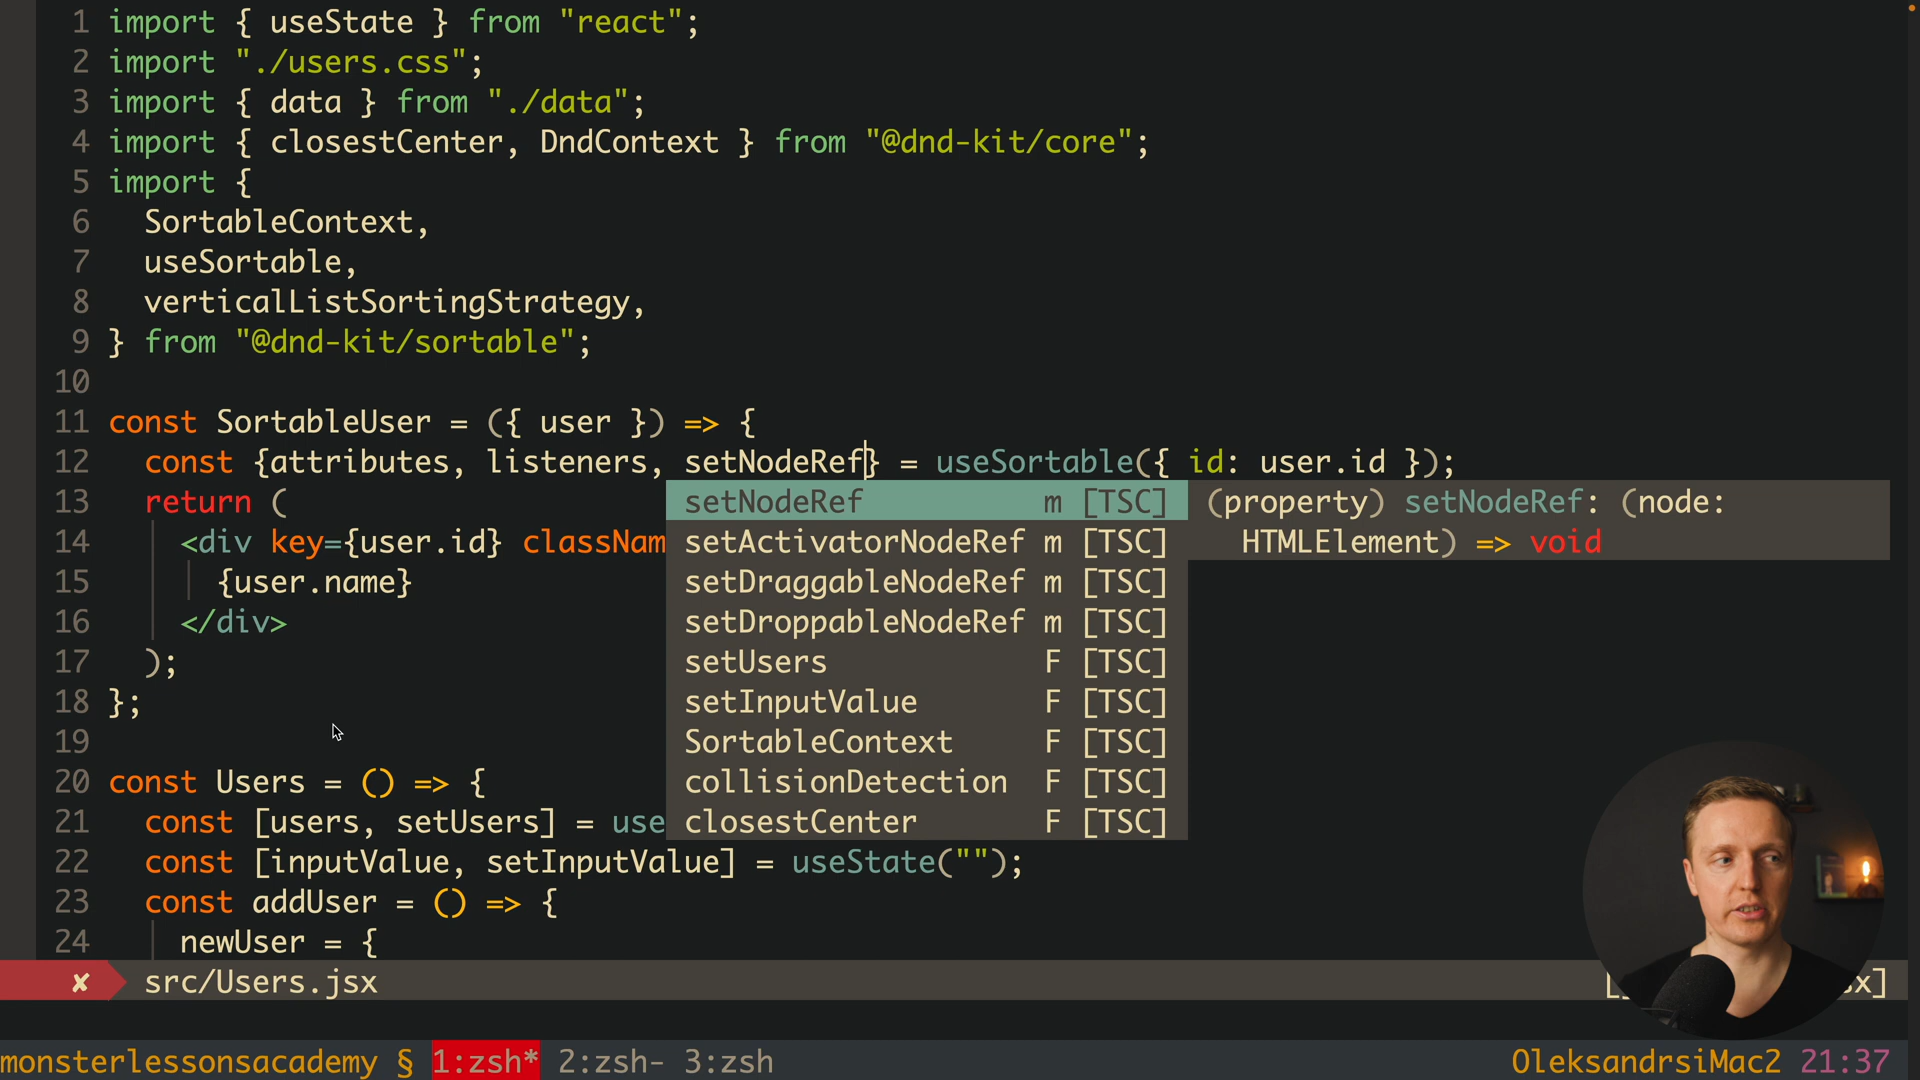 1 import { useState } from "react";
2 import "./users.css";
3 import { data } from "./data";
4 import { closestCenter, DndContext } from "@dnd-kit/core";
5 import {
6 SortableContext,
7 useSortable,
8 verticalListSortingStrategy,
9 } from "@dnd-kit/sortable";
10
11 const SortableUser = ({ user }) => {
12 const {attributes, listeners, setNodeRef} = useSortable({ id: user.id });
13 return (
setNodeRef m [TSC]
(property) setNodeRef: (node:
14 <div key={user.id} classNam
setActivatorNodeRef m [TSC]
HTMLElement) => void
15 {user.name}
setDraggableNodeRef m [TSC]
16 </div>
setDroppableNodeRef m [TSC]
17 );
setUsers F [TSC]
18 };
setInputValue F [TSC]
19
SortableContext F [TSC]
20 const Users = () => {
collisionDetection F [TSC]
21 const [users, setUsers] = use
closestCenter F [TSC]
22 const [inputValue, setInputValue] = useState("");
23 const addUser = () => {
24 newUser = {
✘ src/Users.jsx
monsterlessonsacademy § 1:zsh* 2:zsh- 3:zsh
OleksandrsiMac2 21:37